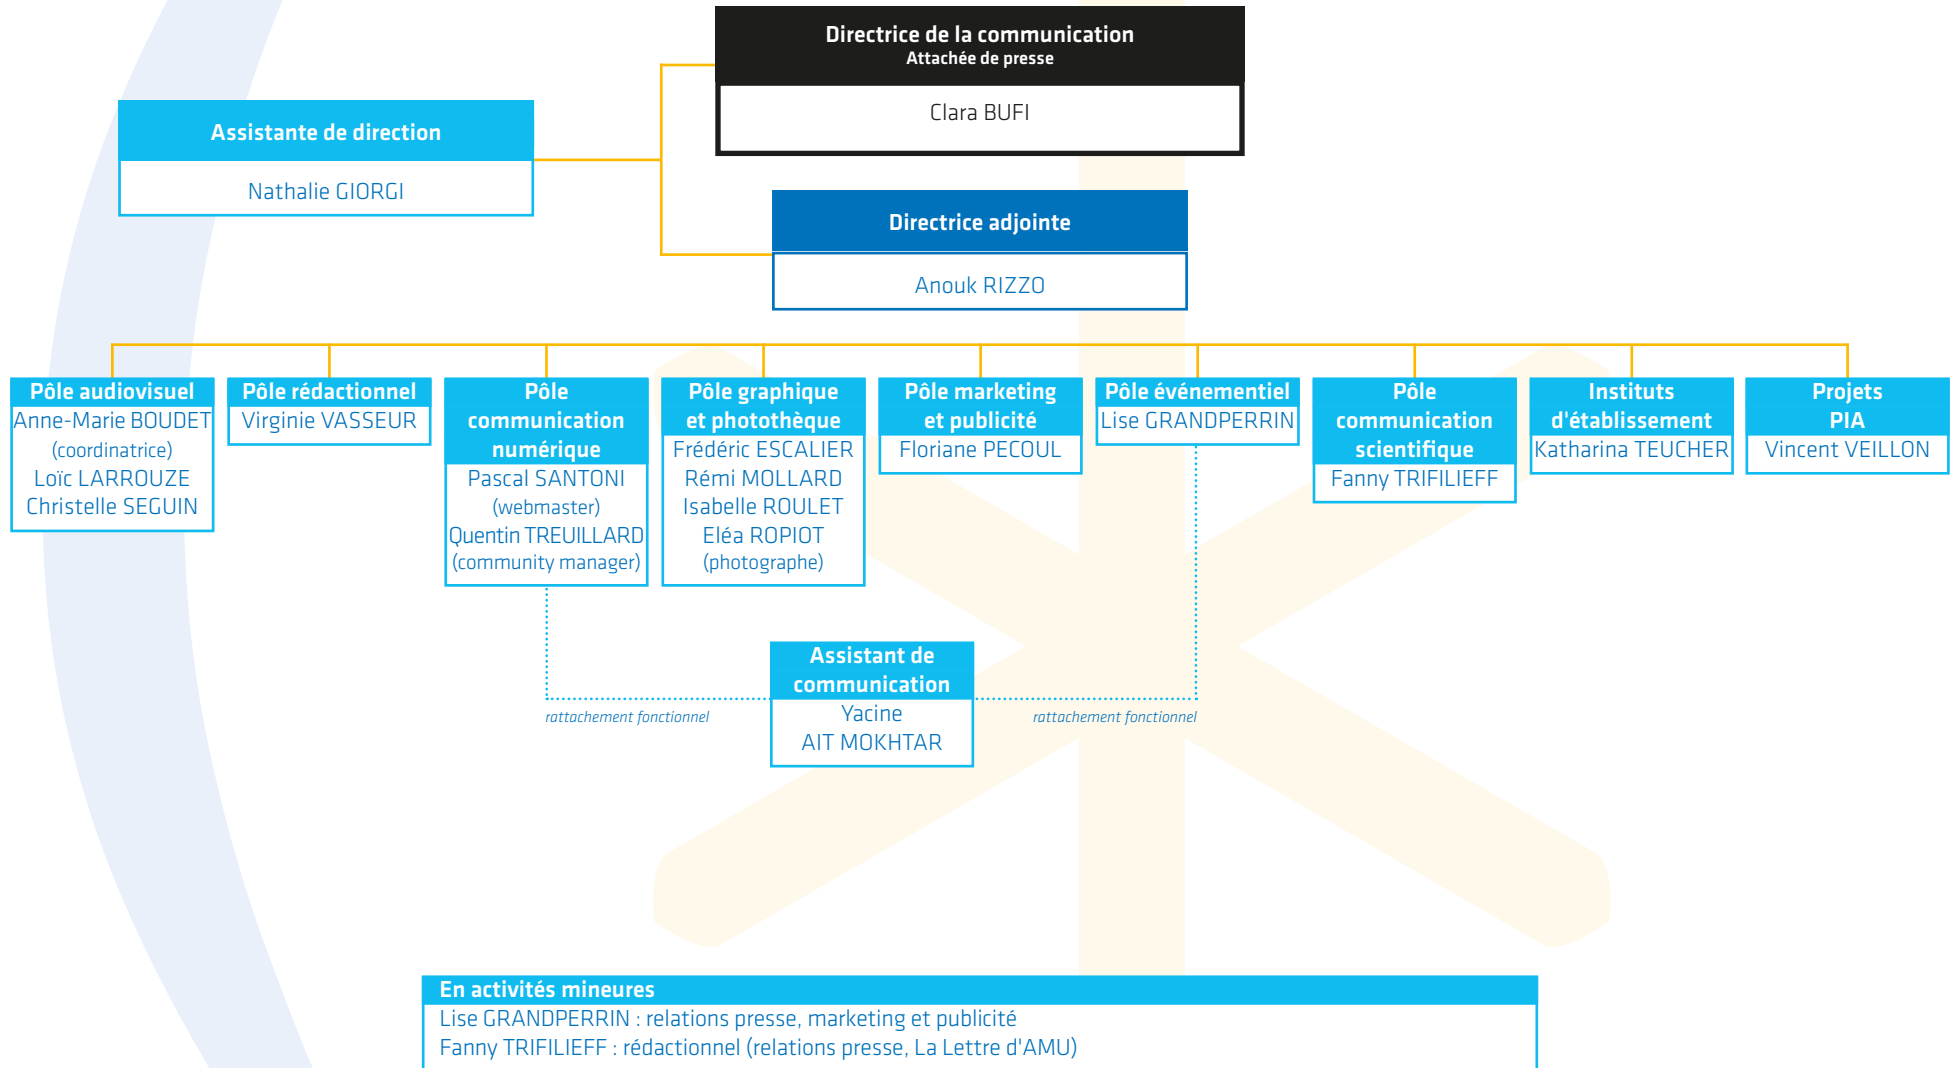 Directrice de la communication
Attachée de presse
Clara BUFI
Assistante de direction
Nathalie GIORGI
Directrice adjointe
Anouk RIZZO
Pôle audiovisuel
Anne-Marie BOUDET
(coordinatrice)
Loïc LARROUZE
Christelle SEGUIN
Pôle rédactionnel
Virginie VASSEUR
Pôle
communication
numérique
Pascal SANTONI
(webmaster)
Quentin TREUILLARD
(community manager)
Pôle graphique
et photothèque
Frédéric ESCALIER
Rémi MOLLARD
Isabelle ROULET
Eléa ROPIOT
(photographe)
Pôle marketing
et publicité
Floriane PECOUL
Pôle événementiel
Lise GRANDPERRIN
Pôle
communication
scientifique
Fanny TRIFILIEFF
Instituts
d'établissement
Katharina TEUCHER
Projets
PIA
Vincent VEILLON
Assistant de
communication
Yacine
AIT MOKHTAR
rattachement fonctionnel
rattachement fonctionnel
En activités mineures
Lise GRANDPERRIN : relations presse, marketing et publicité
Fanny TRIFILIEFF : rédactionnel (relations presse, La Lettre d'AMU)